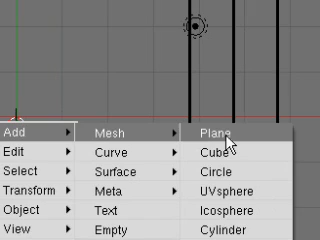 Add Mesh Plane
Edit Curve Cube
Select Surface Circle
Transform Meta UVsphere
Object Text Icosphere
View Empty Cylinder